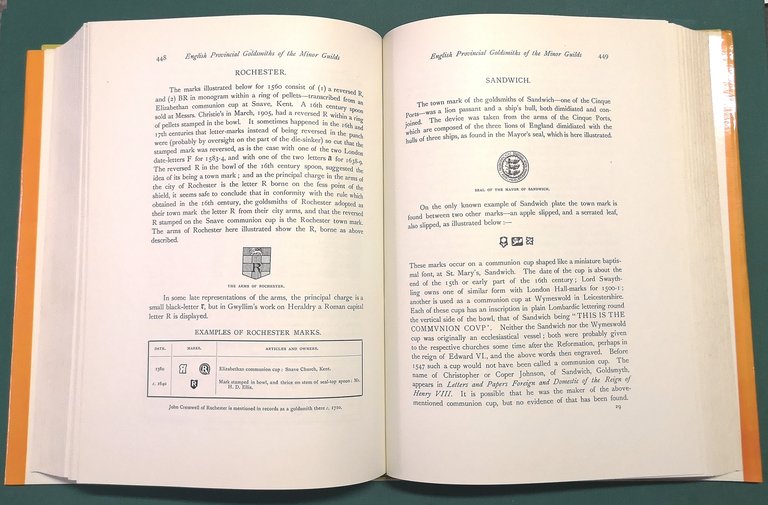 448 English Provincial Goldsmiths of the Minor Guilds
ROCHESTER.
The marks illustrated below for 1560 consist of (1) a reversed R,
and (2) BR in monogram within a ring of pellets—transcribed from an
Elizabethan communion cup at Snave, Kent. A 16th century spoon
sold at Messrs. Christie's in March, 1905, had a reversed R within a ring
of pellets stamped in the bowl. It sometimes happened in the 16th and
17th centuries that letter-marks instead of being reversed in the punch
were (probably by oversight on the part of the die-sinker) so cut that the
stamped mark was reversed, as is the case with one of the two London
date-letters F for 1583-4, and with one of the two letters a for 1638-9.
The reversed R in the bowl of the 16th century spoon, suggested the
idea of its being a town mark; and as the principal charge in the arms of
the city of Rochester is the letter R borne on the fess point of the
shield, it seems safe to conclude that in conformity with the rule which
obtained in the 16th century, the goldsmiths of Rochester adopted as
their town mark the letter R from their city arms, and that the reversed
R stamped on the Snave communion cup is the Rochester town mark.
The arms of Rochester here illustrated show the R, borne as above
described.
R
THE ARMS OF ROCHESTER.
In some late representations of the arms, the principal charge is a
small black-letter r, but in Gwyllim's work on Heraldry a Roman capital
letter R is displayed.
EXAMPLES OF ROCHESTER MARKS.
DATE. MARKS. ARTICLES AND OWNERS.
1560 Elizabethan communion cup: Snave Church, Kent.
c. 1640 R Mark stamped in bowl, and thrice on stem of seal-top spoon: Mr.
H. D. Ellis.
John Cresswell of Rochester is mentioned in records as a goldsmith there c. 1710.
English Provincial Goldsmiths of the Minor Guilds 449
SANDWICH.
The town mark of the goldsmiths of Sandwich—one of the Cinque
Ports—was a lion passant and a ship's hull, both dimidiated and con-
joined. The device was taken from the arms of the Cinque Ports,
which are composed of the three lions of England dimidiated with the
hulls of three ships, as found in the Mayor's seal, which is here illustrated.
SEAL OF THE MAYOR OF SANDWICH.
On the only known example of Sandwich plate the town mark is
found between two other marks—an apple slipped, and a serrated leaf,
also slipped, as illustrated below :—
These marks occur on a communion cup shaped like a miniature baptis-
mal font, at St. Mary's, Sandwich. The date of the cup is about the
end of the 15th or early part of the 16th century; Lord Swayth-
ling owns one of similar form with London Hall-marks for 1500-1;
another is used as a communion cup at Wymeswold in Leicestershire.
Each of these cups has an inscription in plain Lombardic lettering round
the vertical side of the bowl, that of Sandwich being "THIS IS THE
COMMVNION COVP". Neither the Sandwich nor the Wymeswold
cup was originally an ecclesiastical vessel; both were probably given
to the respective churches some time after the Reformation, perhaps in
the reign of Edward VI., and the above words then engraved. Before
1547 such a cup would not have been called a communion cup. The
name of Christopher or Coper Johnson, of Sandwich, Goldsmyth,
appears in Letters and Papers Foreign and Domestic of the Reign of
Henry VIII. It is possible that he was the maker of the above-
mentioned communion cup, but no evidence of that has been found.
29